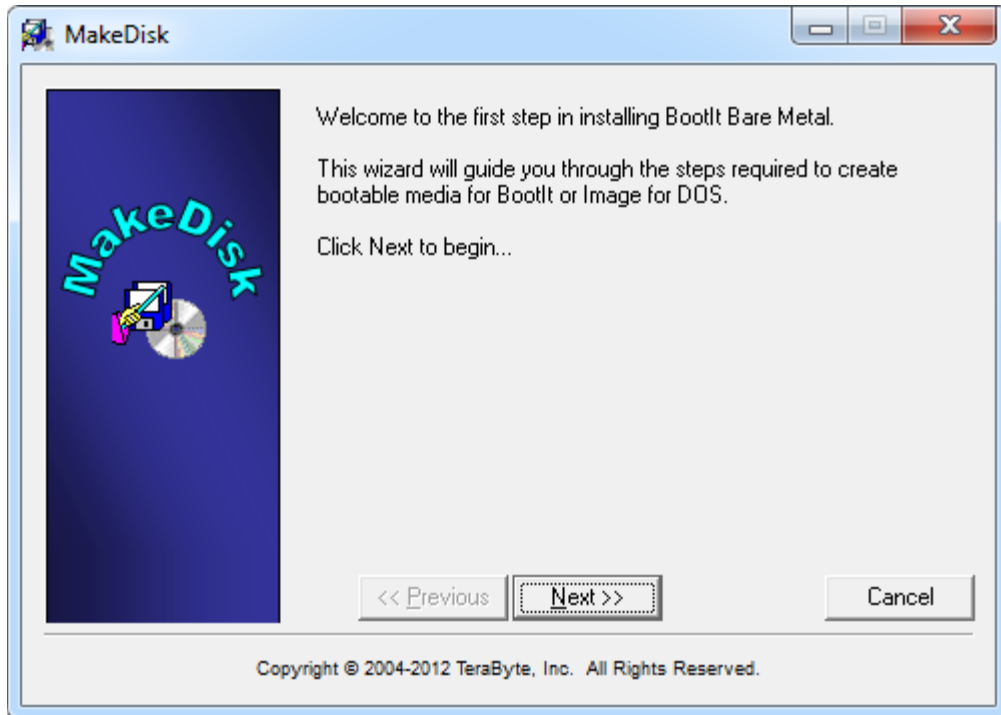 MakeDisk
Welcome to the first step in installing BootIt Bare Metal.
This wizard will guide you through the steps required to create
bootable media for BootIt or Image for DOS.
Click Next to begin...
MakeDisk
<< Previous
Next >>
Cancel
Copyright © 2004-2012 TeraByte, Inc. All Rights Reserved.